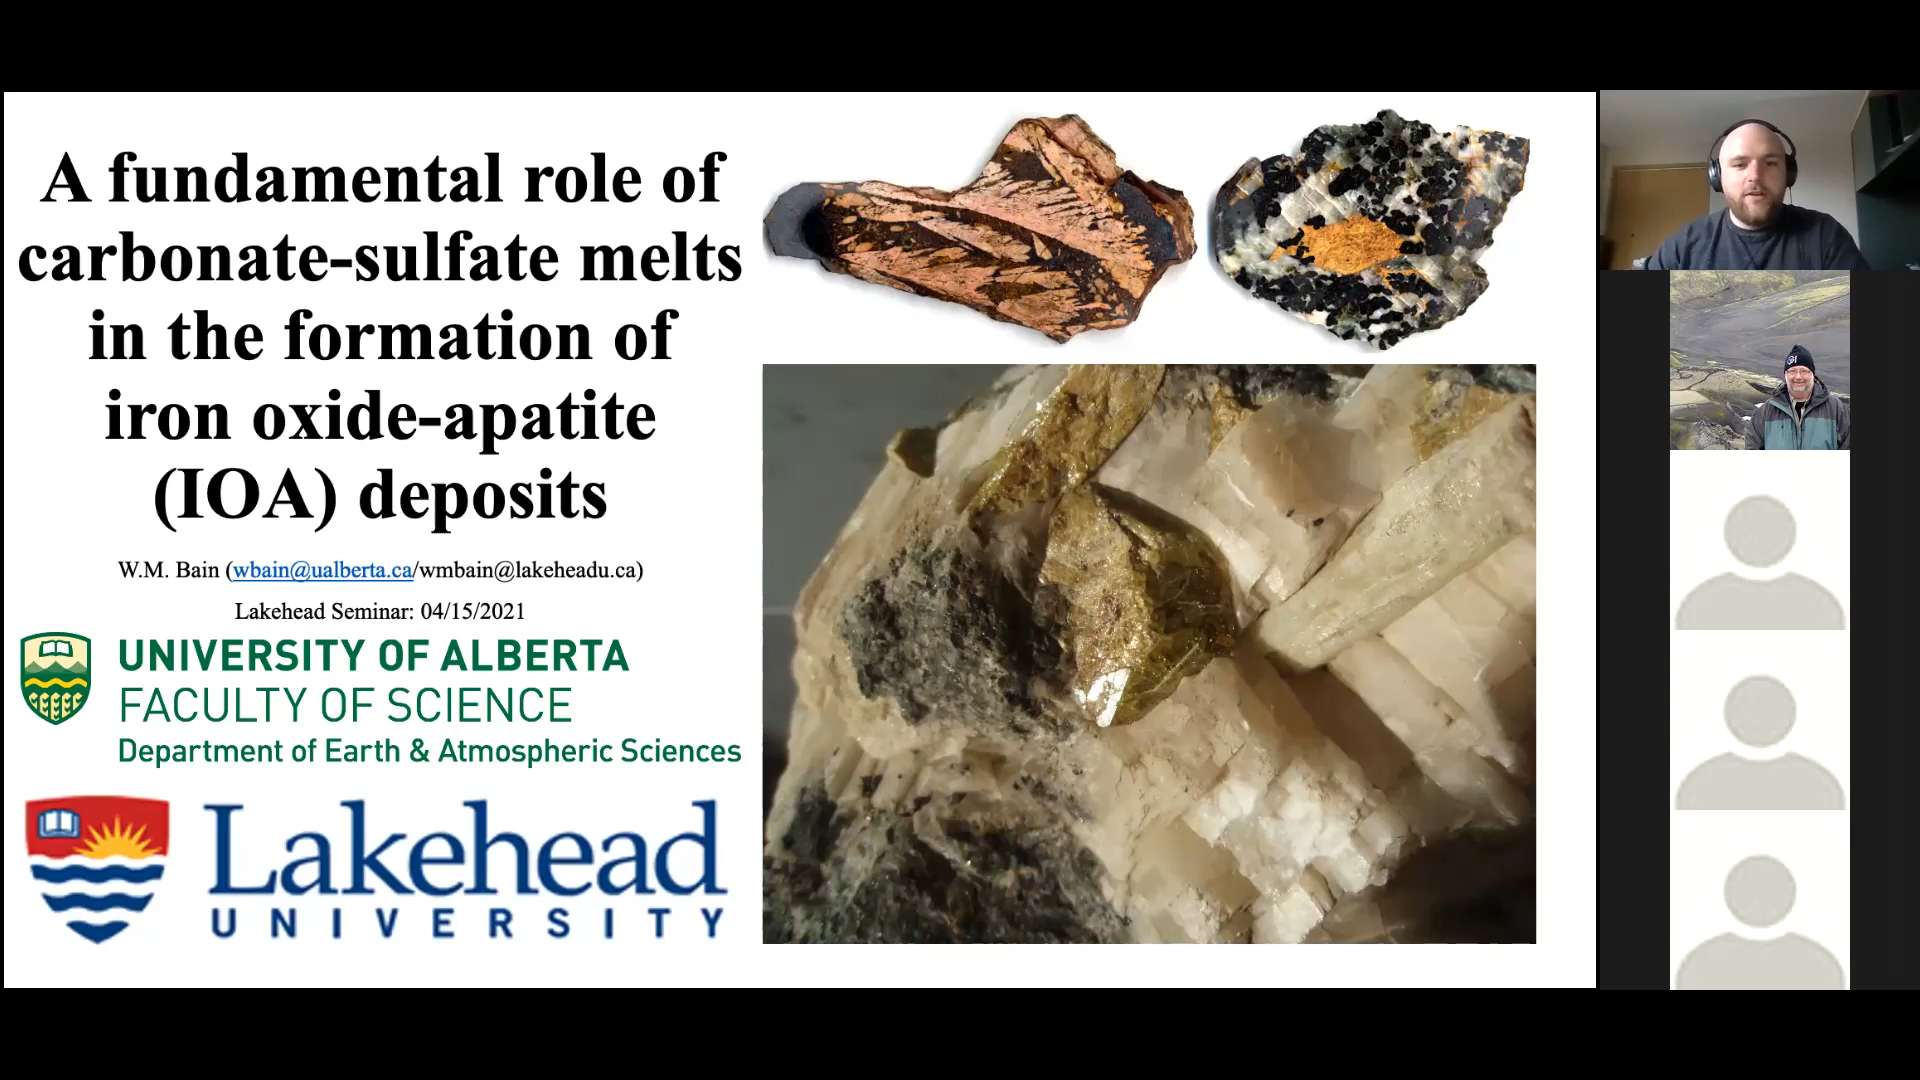 A fundamental role of
carbonate-sulfate melts
in the formation of
iron oxide-apatite
(IOA) deposits
W.M. Bain (wbain@ualberta.ca/wmbain@lakeheadu.ca)
Lakehead Seminar: 04/15/2021
UNIVERSITY OF ALBERTA
FACULTY OF SCIENCE
Department of Earth & Atmospheric Sciences
Lakehead
UNIVERSITY